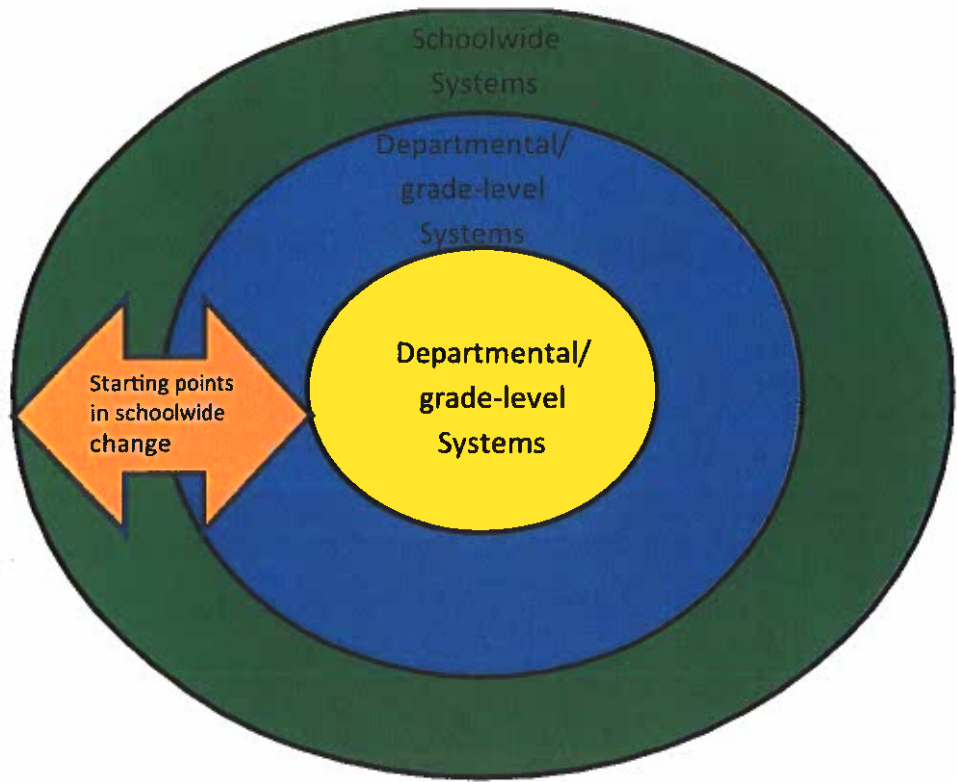 Schoolwide
Systems
Departmental/
grade-level
Systems
Departmental/
grade-level
Systems
Starting points
in schoolwide
change